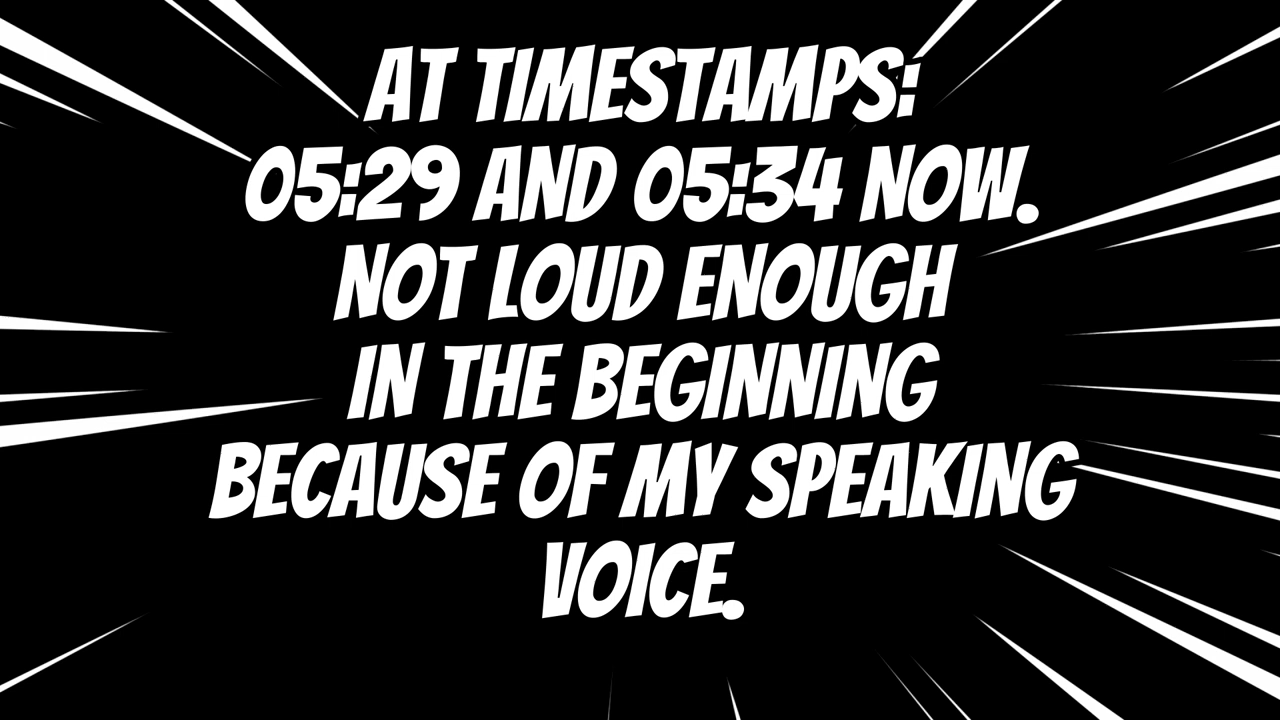 AT TIMESTAMPS:
05:29 AND 05:34 NOW.
NOT LOUD ENOUGH
IN THE BEGINNING
BECAUSE OF MY SPEAKING
VOICE.